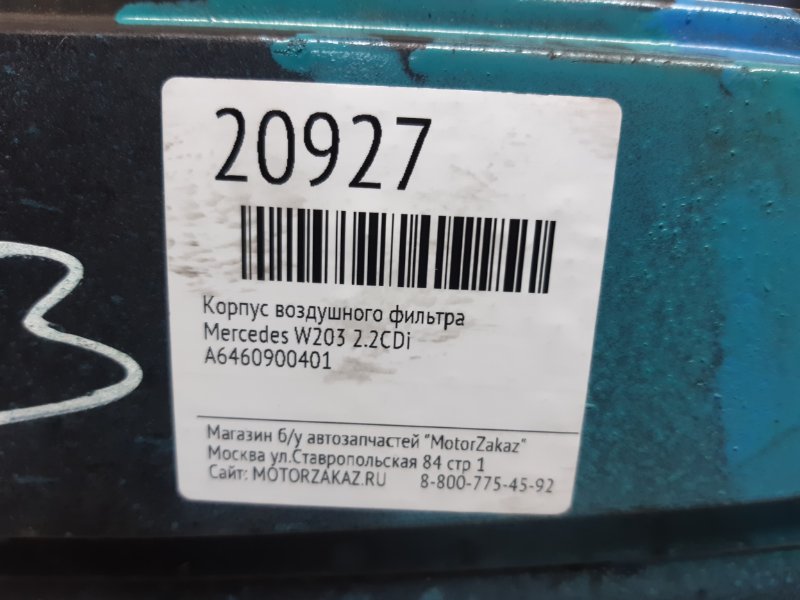 20927
Корпус воздушного фильтра
Mercedes W203 2.2CDi
A6460900401
Магазин б/у автозапчастей "MotorZakaz"
Москва ул.Ставропольская 84 стр 1
Сайт: MOTORZAKAZ.RU 8-800-775-45-92
3